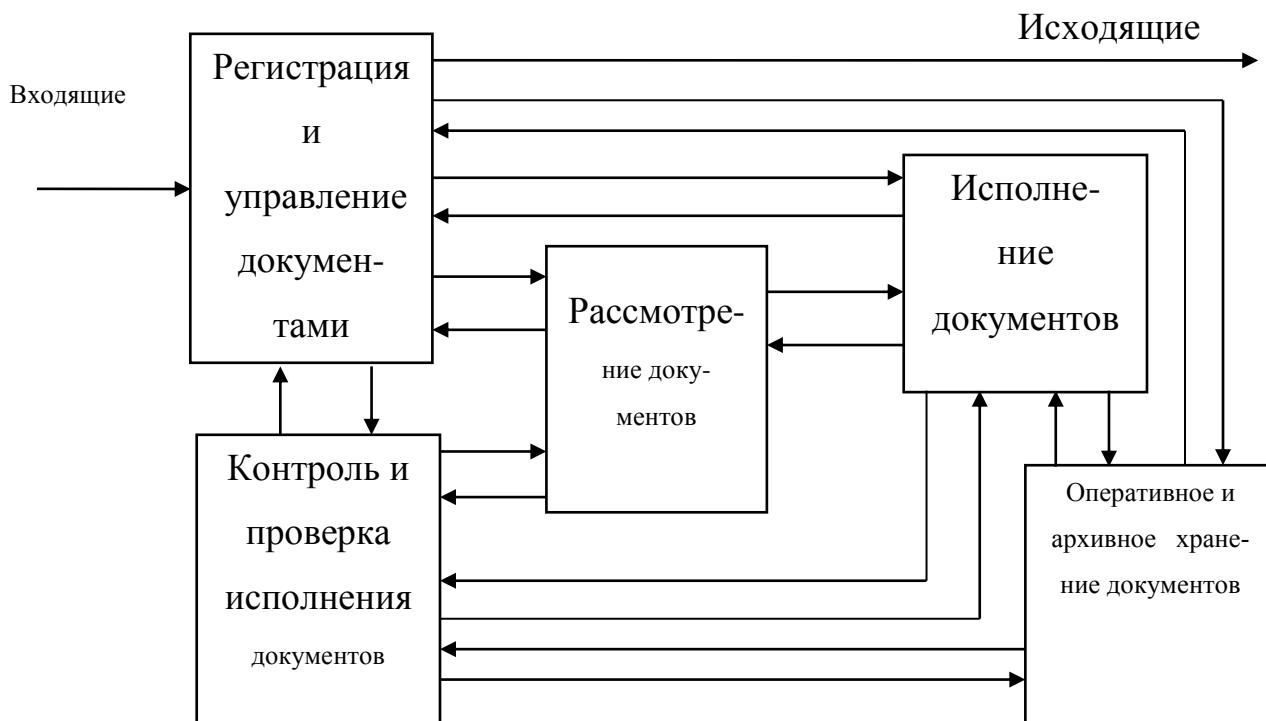 Исходящие
Входящие
Регистрация
и
управление
докумен-
тами
Исполне-
ние
документов
Рассмотре-
ние доку-
ментов
Контроль и
проверка
исполнения
документов
Оперативное и
архивное хране-
ние документов